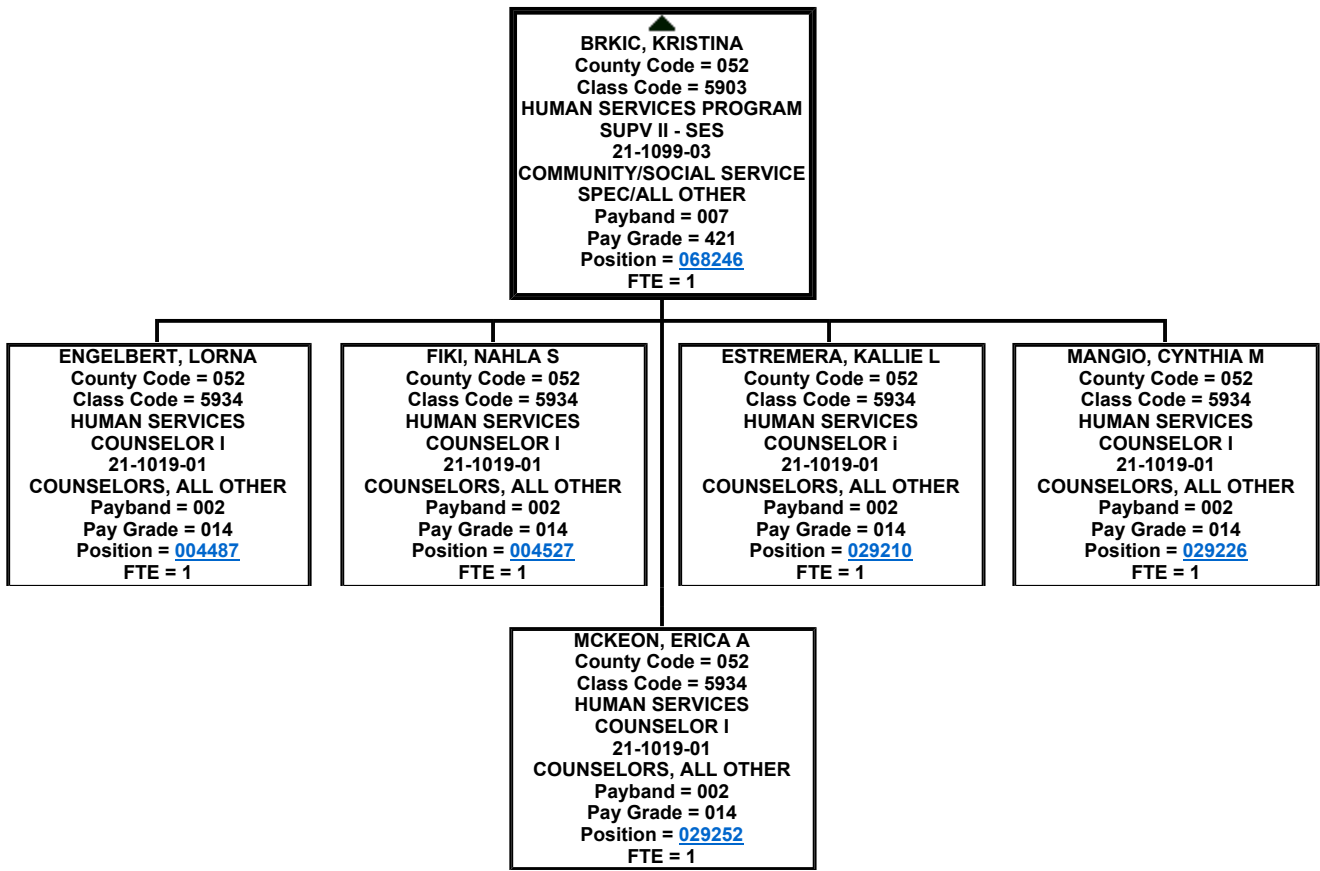 BRKIC, KRISTINA
County Code = 052
Class Code = 5903
HUMAN SERVICES PROGRAM
SUPV II - SES
21-1099-03
COMMUNITY/SOCIAL SERVICE
SPEC/ALL OTHER
Payband = 007
Pay Grade = 421
Position = 068246
FTE = 1
ENGELBERT, LORNA
County Code = 052
Class Code = 5934
HUMAN SERVICES
COUNSELOR I
21-1019-01
COUNSELORS, ALL OTHER
Payband = 002
Pay Grade = 014
Position = 004487
FTE = 1
FIKI, NAHLA S
County Code = 052
Class Code = 5934
HUMAN SERVICES
COUNSELOR I
21-1019-01
COUNSELORS, ALL OTHER
Payband = 002
Pay Grade = 014
Position = 004527
FTE = 1
ESTREMERA, KALLIE L
County Code = 052
Class Code = 5934
HUMAN SERVICES
COUNSELOR i
21-1019-01
COUNSELORS, ALL OTHER
Payband = 002
Pay Grade = 014
Position = 029210
FTE = 1
MANGIO, CYNTHIA M
County Code = 052
Class Code = 5934
HUMAN SERVICES
COUNSELOR I
21-1019-01
COUNSELORS, ALL OTHER
Payband = 002
Pay Grade = 014
Position = 029226
FTE = 1
MCKEON, ERICA A
County Code = 052
Class Code = 5934
HUMAN SERVICES
COUNSELOR I
21-1019-01
COUNSELORS, ALL OTHER
Payband = 002
Pay Grade = 014
Position = 029252
FTE = 1